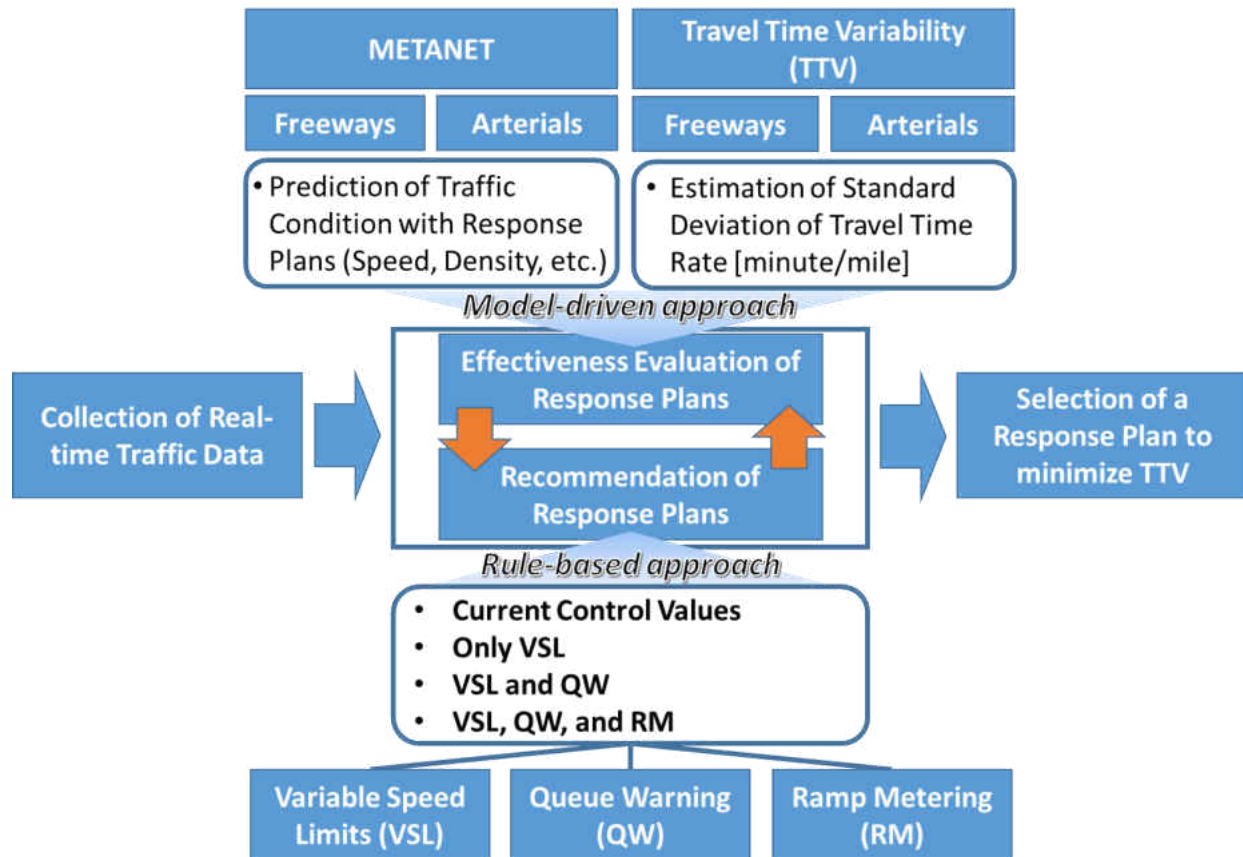 METANET
Travel Time Variability
(TTV)
Freeways
Arterials
Freeways
Arterials
• Prediction of Traffic
Condition with Response
Plans (Speed, Density, etc.)
• Estimation of Standard
Deviation of Travel Time
Rate [minute/mile]
Model-driven approach
Effectiveness Evaluation of
Response Plans
Collection of Real-
time Traffic Data
Selection of a
Response Plan to
minimize TTV
Recommendation of
Response Plans
Rule-based approach
• Current Control Values
• Only VSL
• VSL and QW
• VSL, QW, and RM
Variable Speed
Limits (VSL)
Queue Warning
(QW)
Ramp Metering
(RM)